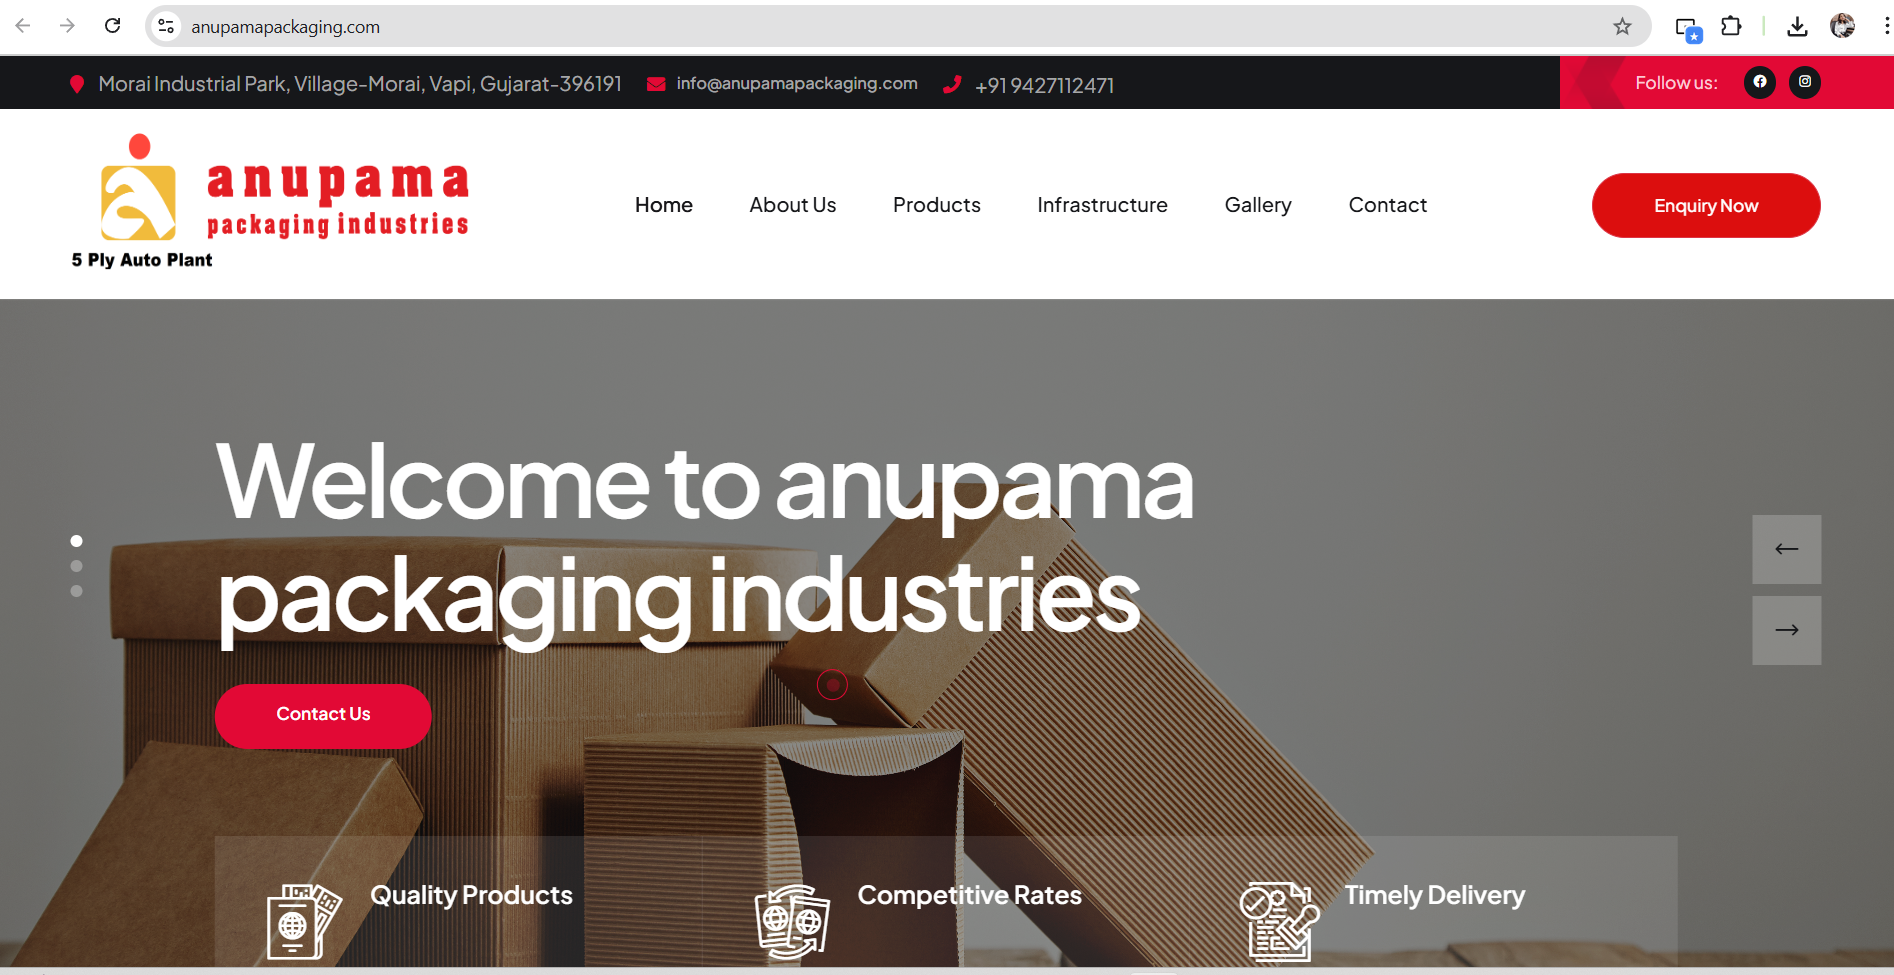 anupamapackaging.com
Morai Industrial Park, Village-Morai, Vapi, Gujarat-396191 info@anupamapackaging.com +91 9427112471 Follow us:
anupama
packaging industries
5 Ply Auto Plant
Home About Us Products Infrastructure Gallery Contact Enquiry Now
Welcome to anupama
packaging industries
Contact Us
Quality Products Competitive Rates Timely Delivery